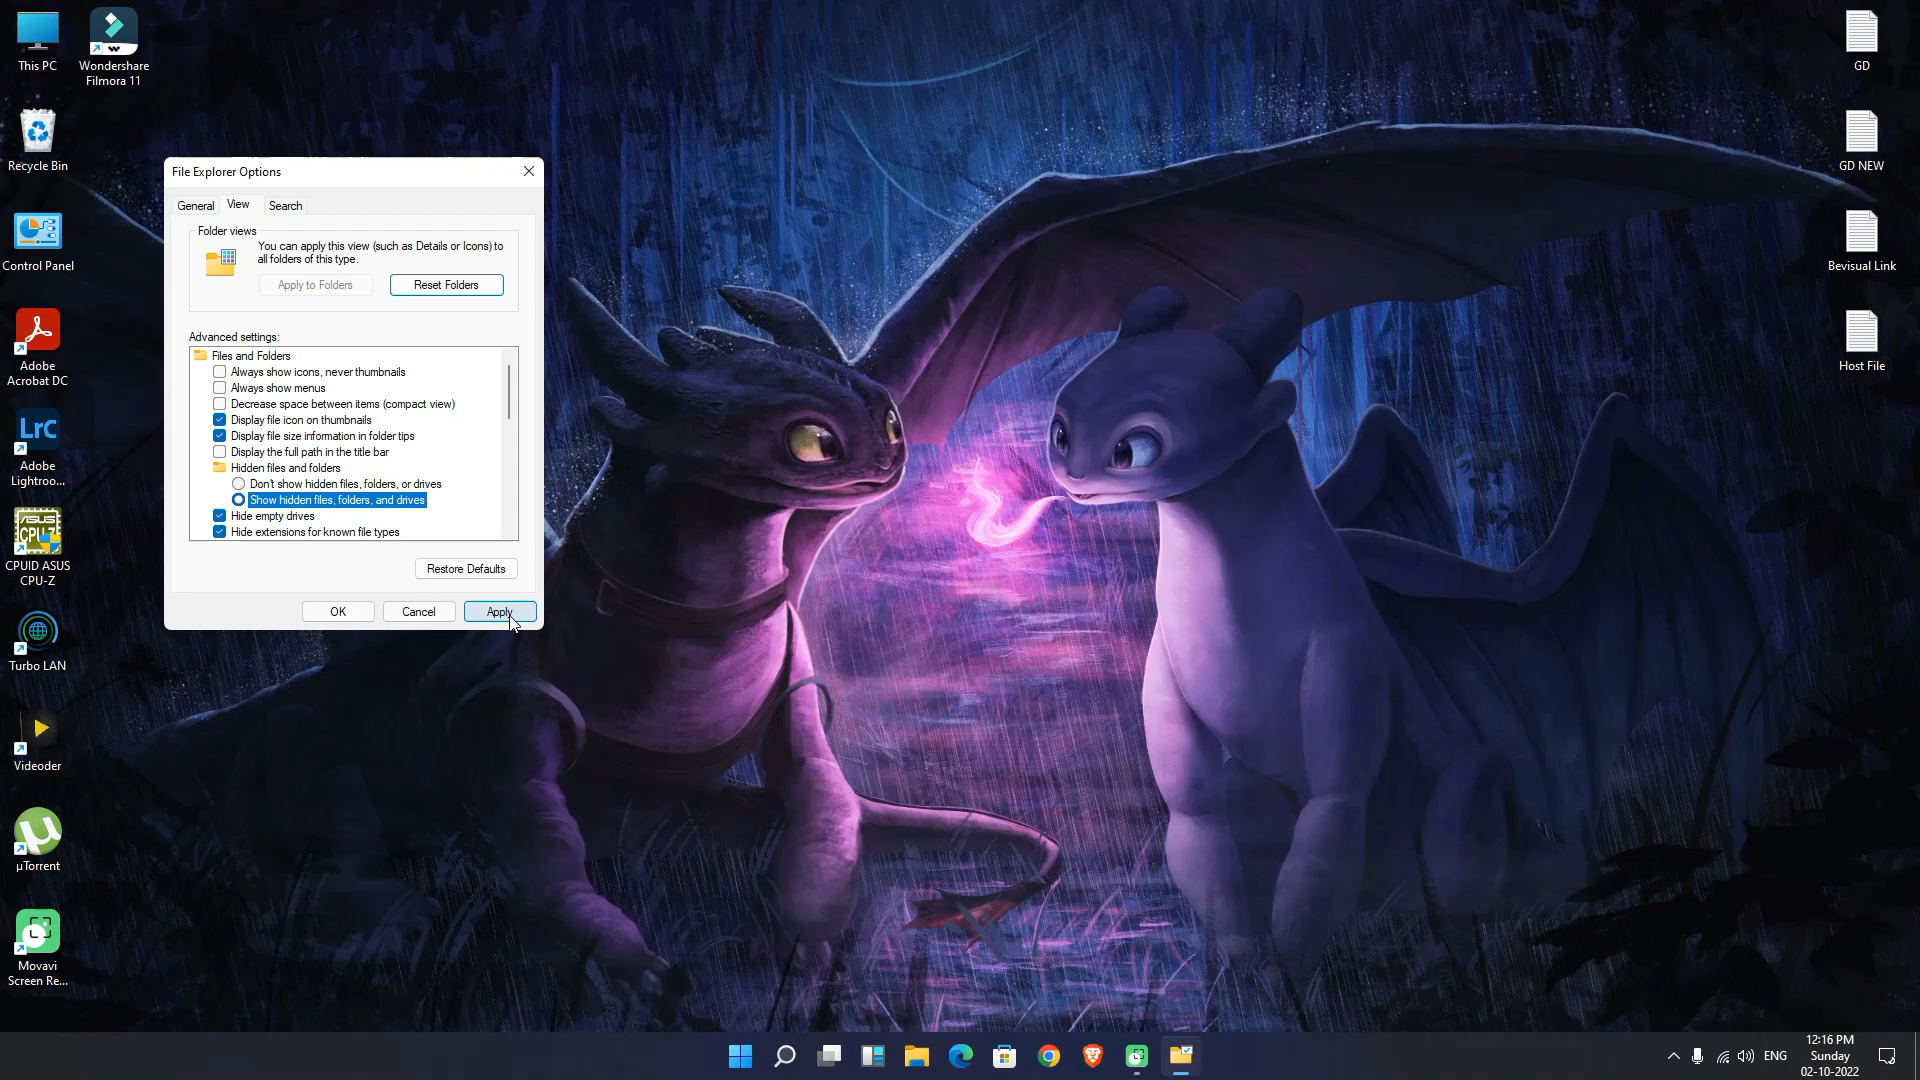 This PC
Wondershare
Filmora 11
Recycle Bin
Control Panel
Adobe
Acrobat DC
LrC
Adobe
Lightroo...
ASUS
CPU-Z
CPUID ASUS
CPU-Z
Turbo LAN
Videoder
µTorrent
Movavi
Screen Re...
File Explorer Options
General
View
Search
Folder views
You can apply this view (such as Details or Icons) to
all folders of this type.
Apply to Folders
Reset Folders
Advanced settings:
Files and Folders
Always show icons, never thumbnails
Always show menus
Decrease space between items (compact view)
Display file icon on thumbnails
Display file size information in folder tips
Display the full path in the title bar
Hidden files and folders
Don't show hidden files, folders, or drives
Show hidden files, folders, and drives
Hide empty drives
Hide extensions for known file types
Restore Defaults
OK
Cancel
Apply
GD
GD NEW
Bevisual Link
Host File
ENG
12:16 PM
Sunday
02-10-2022